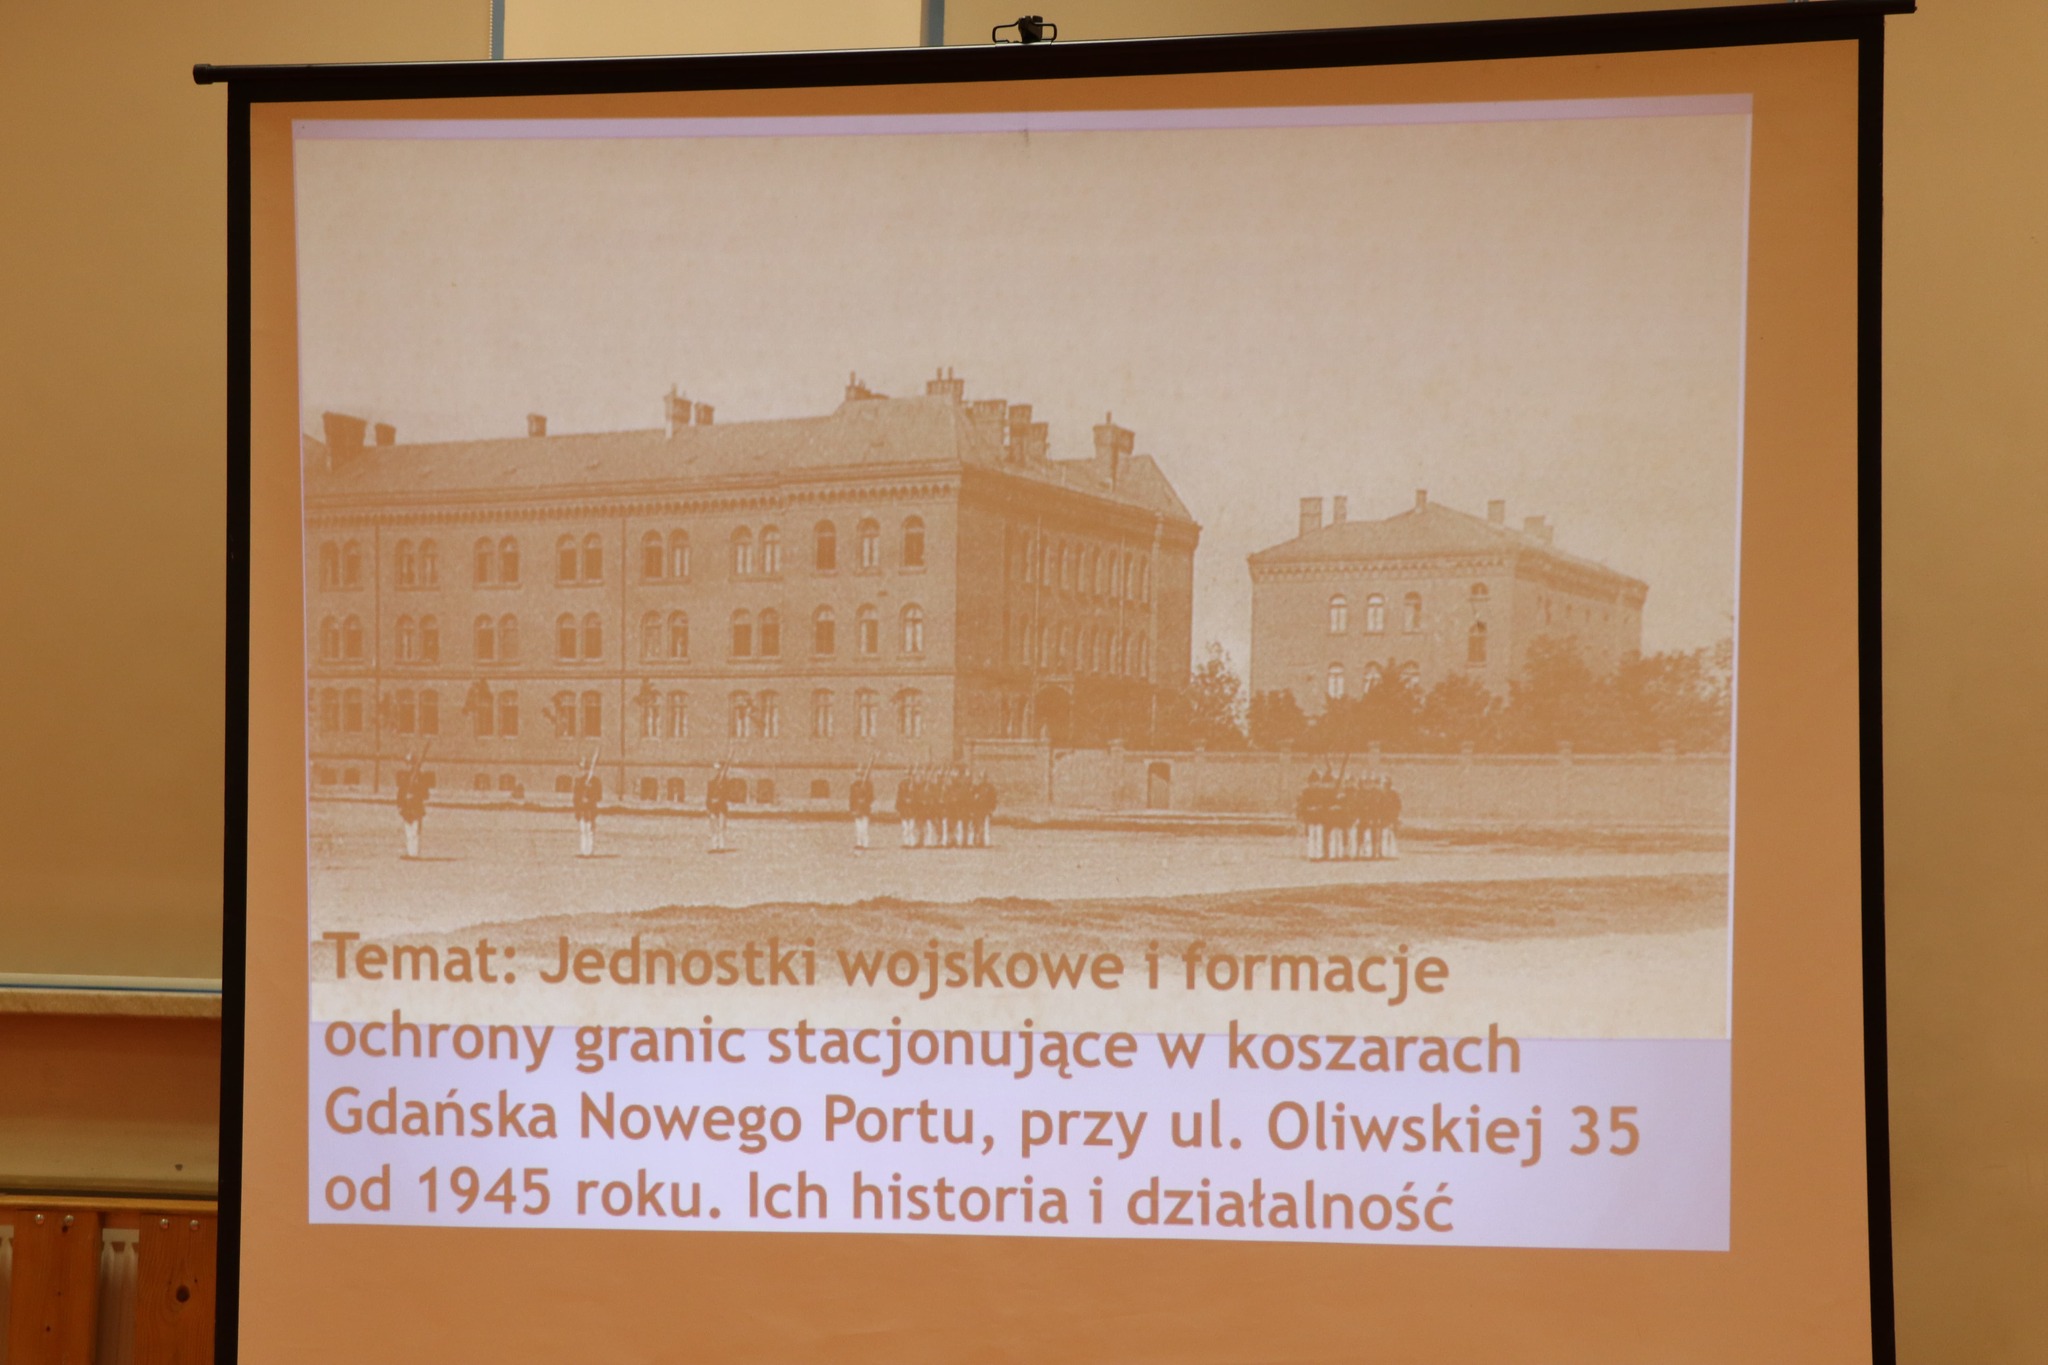 Temat: Jednostki wojskowe i formacje
ochrony granic stacjonujące w koszarach
Gdańska Nowego Portu, przy ul. Oliwskiej 35
od 1945 roku. Ich historia i działalność